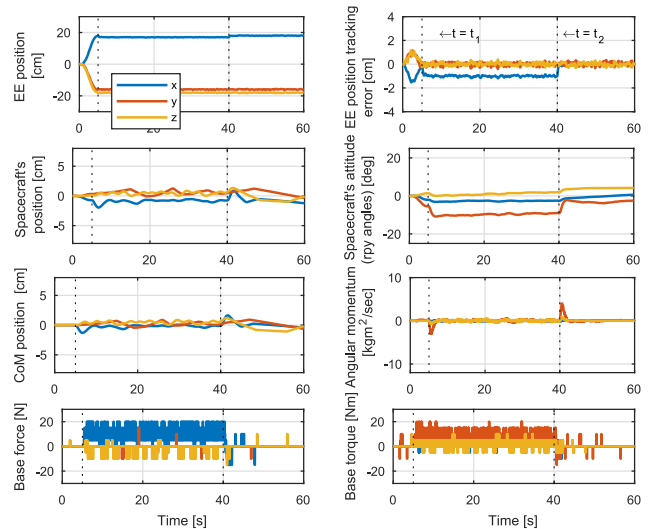 EE position
[cm]
20
0
-20
0
20
40
60
x
y
z
EE position tracking
error [cm]
4
2
0
-2
-4
0
20
40
60
←t = t1
←t = t2
Spacecraft's
position [cm]
5
0
-5
0
20
40
60
Spacecraft's attitude
(rpy angles) [deg]
20
0
-20
0
20
40
60
CoM position [cm]
5
0
-5
0
20
40
60
Angular momentum
[kgm2/sec]
10
0
-10
0
20
40
60
Base force [N]
20
0
-20
0
20
40
60
Time [s]
Base torque [Nm]
20
0
-20
0
20
40
60
Time [s]